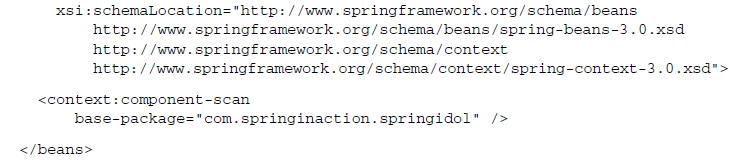 xsi:schemaLocation="http://www.springframework.org/schema/beans
http://www.springframework.org/schema/beans/spring-beans-3.0.xsd
http://www.springframework.org/schema/context
http://www.springframework.org/schema/context/spring-context-3.0.xsd">
<context:component-scan
base-package="com.springinaction.springidol" />
</beans>